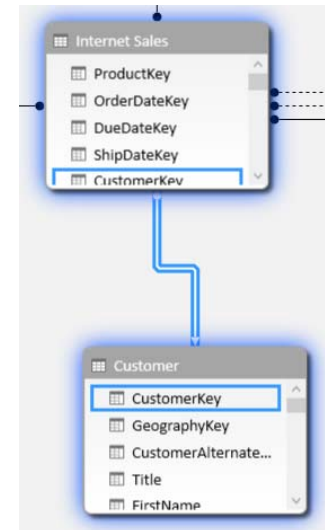 Internet Sales
ProductKey
OrderDateKey
DueDateKey
ShipDateKey
CustomerKey
Customer
CustomerKey
GeographyKey
CustomerAlternate...
Title
FirstName